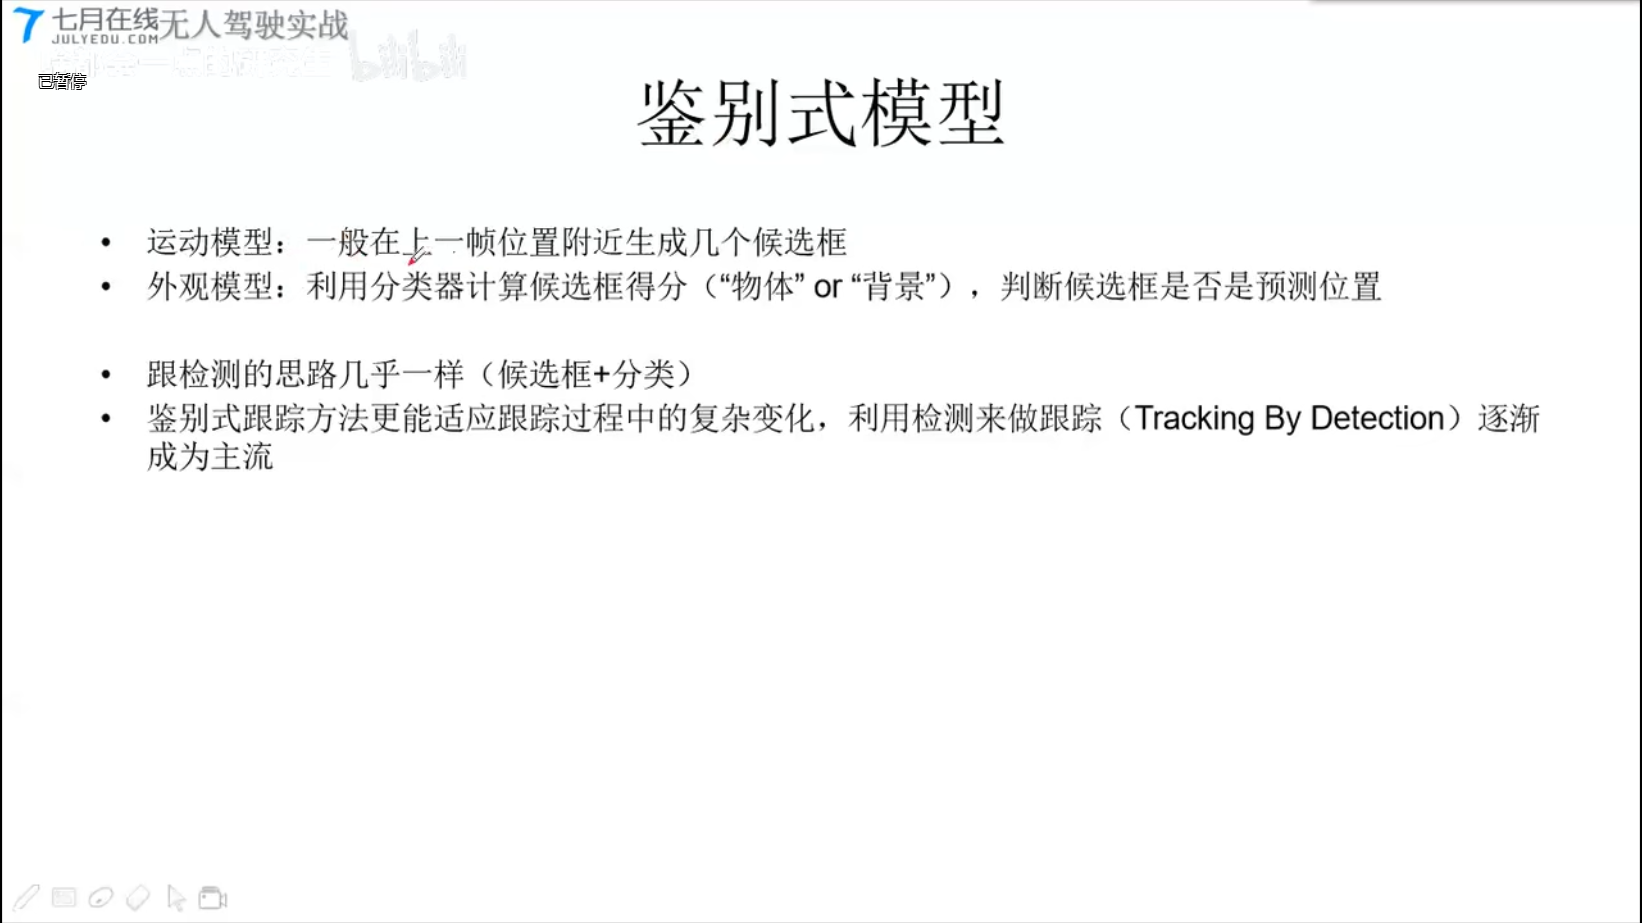 七月在线
JULYEDU.COM
无人驾驶实战
bilibili
已暂停
鉴别式模型
• 运动模型：一般在上一帧位置附近生成几个候选框
• 外观模型：利用分类器计算候选框得分（“物体” or “背景”），判断候选框是否是预测位置
• 跟检测的思路几乎一样（候选框+分类）
• 鉴别式跟踪方法更能适应跟踪过程中的复杂变化，利用检测来做跟踪（Tracking By Detection）逐渐
成为主流